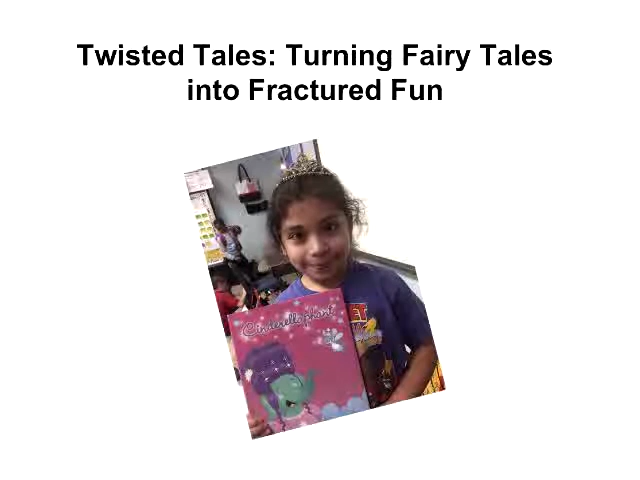 Twisted Tales: Turning Fairy Tales
into Fractured Fun
Cinderellaphant